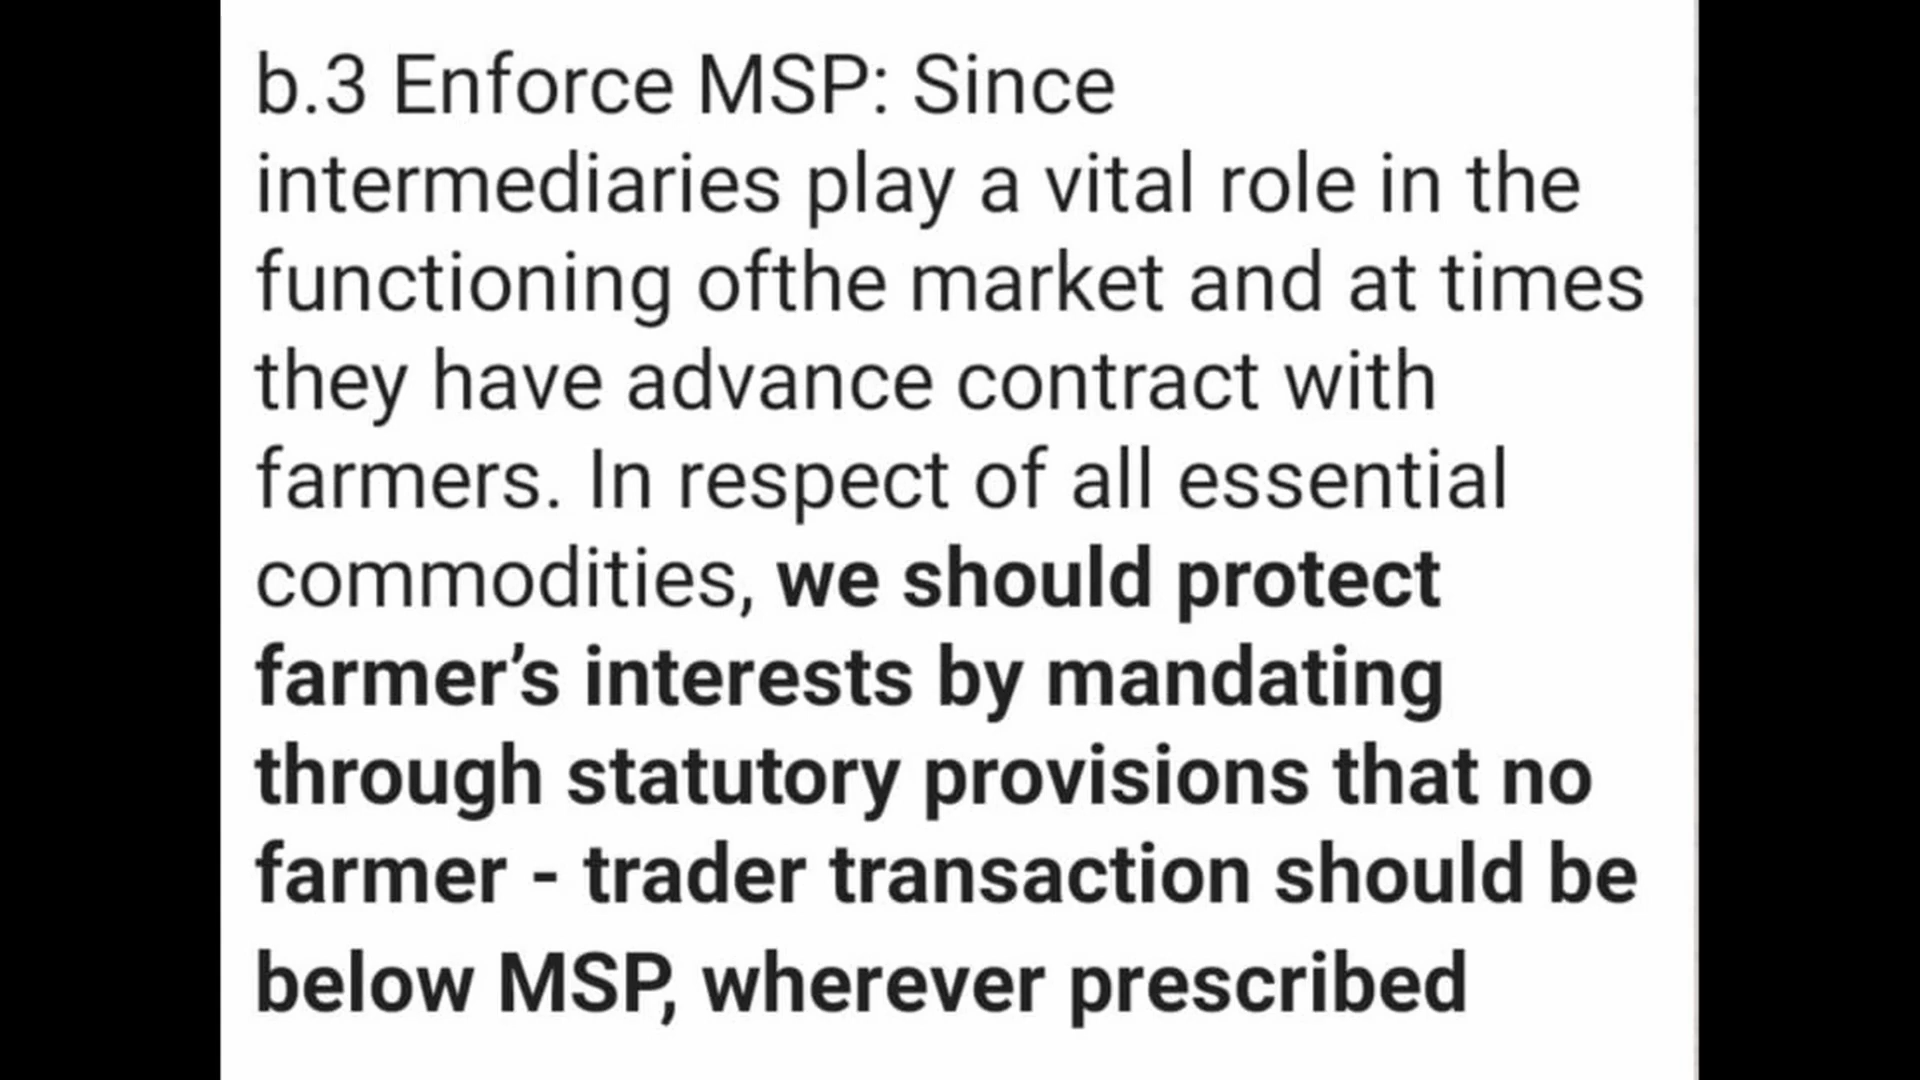 b.3 Enforce MSP: Since
intermediaries play a vital role in the
functioning ofthe market and at times
they have advance contract with
farmers. In respect of all essential
commodities, we should protect
farmer’s interests by mandating
through statutory provisions that no
farmer - trader transaction should be
below MSP, wherever prescribed